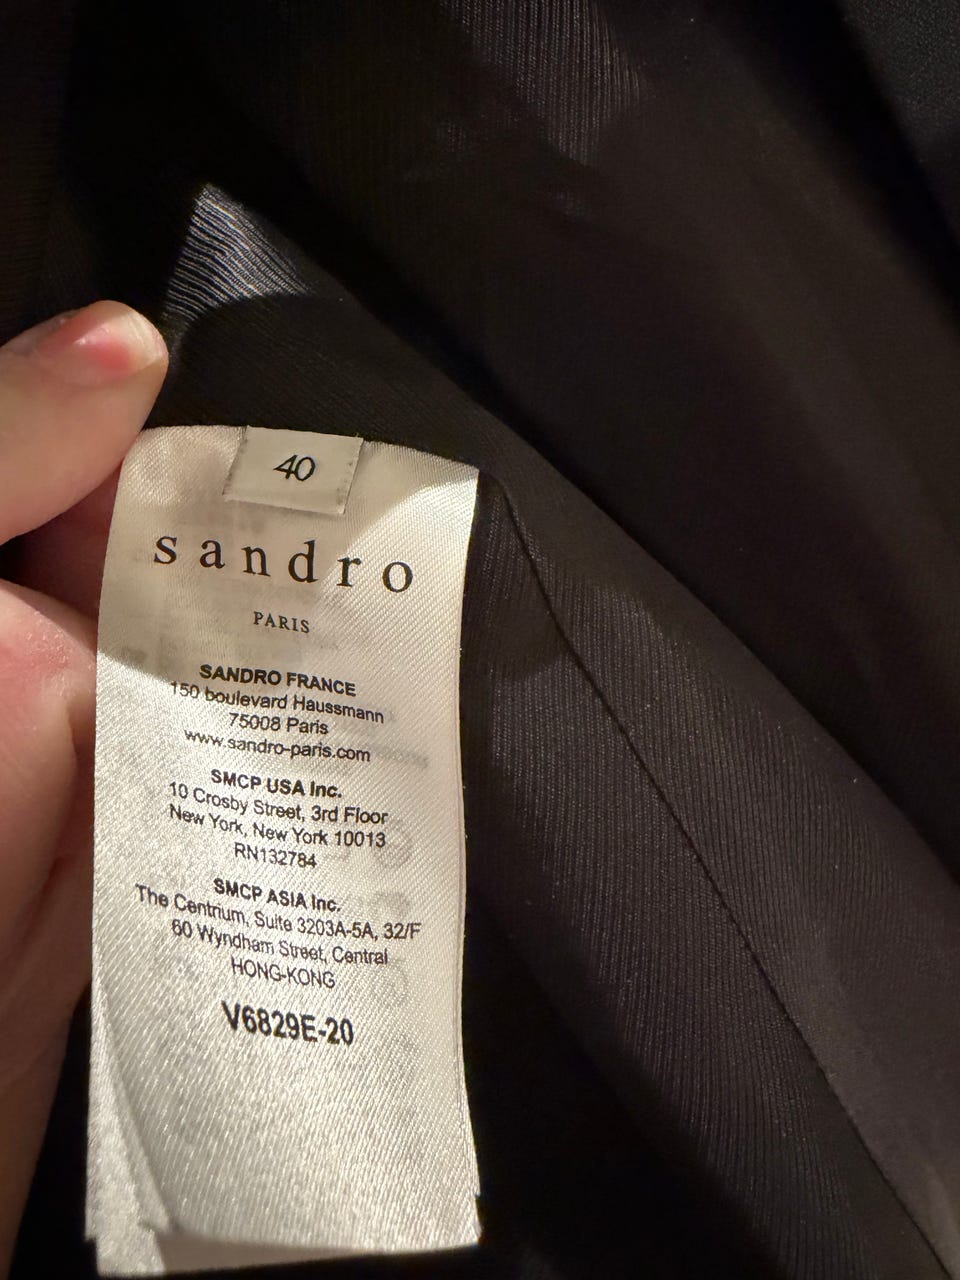 40
sandro
PARIS
SANDRO FRANCE
150 boulevard Haussmann
75008 Paris
www.sandro-paris.com
SMCP USA Inc.
10 Crosby Street, 3rd Floor
New York, New York 10013
RN132784
SMCP ASIA Inc.
The Centrium, Suite 3203A-5A, 32/F
60 Wyndham Street, Central
HONG-KONG
V6829E-20